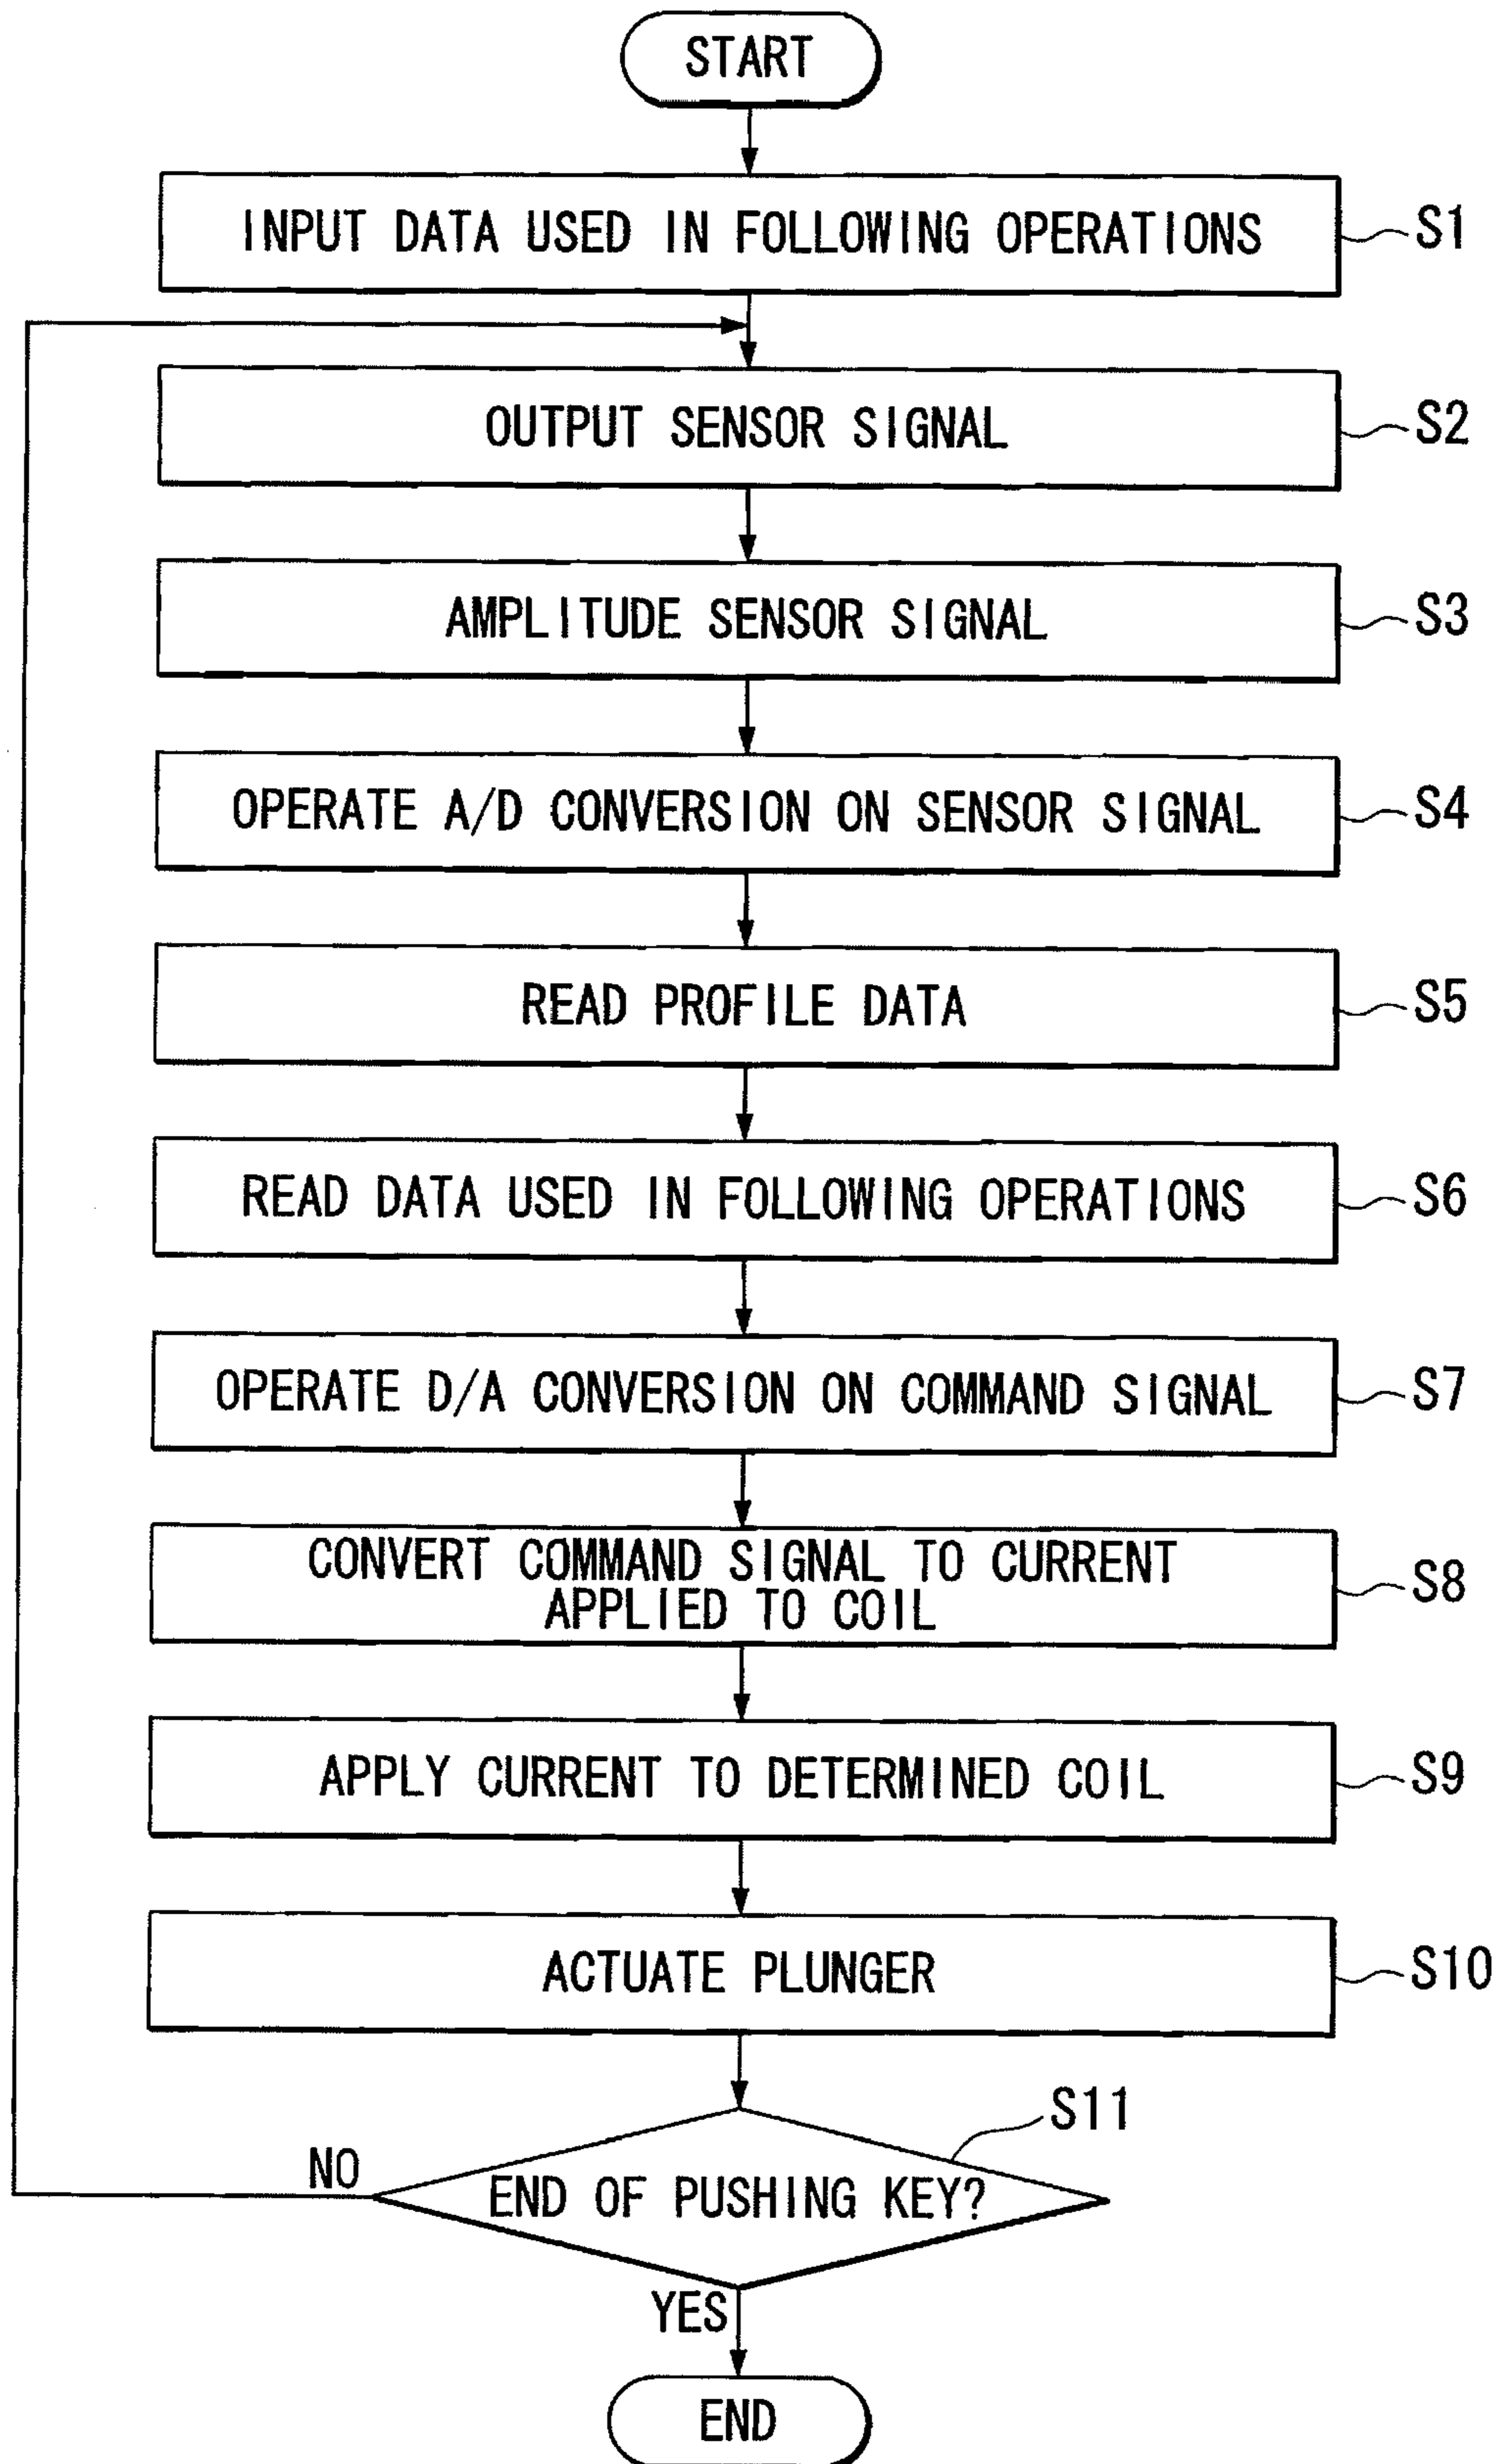 START
INPUT DATA USED IN FOLLOWING OPERATIONS
S1
OUTPUT SENSOR SIGNAL
S2
AMPLITUDE SENSOR SIGNAL
S3
OPERATE A/D CONVERSION ON SENSOR SIGNAL
S4
READ PROFILE DATA
S5
READ DATA USED IN FOLLOWING OPERATIONS
S6
OPERATE D/A CONVERSION ON COMMAND SIGNAL
S7
CONVERT COMMAND SIGNAL TO CURRENT
APPLIED TO COIL
S8
APPLY CURRENT TO DETERMINED COIL
S9
ACTUATE PLUNGER
S10
S11
NO
END OF PUSHING KEY?
YES
END